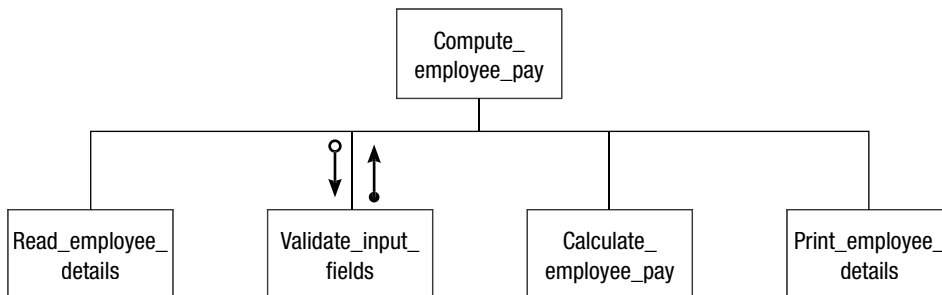 Compute_
employee_pay
Read_employee_
details
Validate_input_
fields
Calculate_
employee_pay
Print_employee_
details